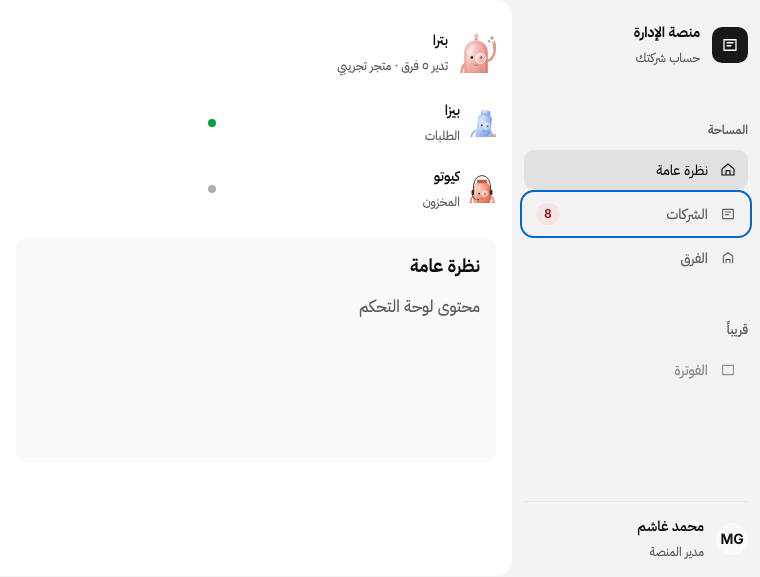 منصة الإدارة
حساب شركتك
المساحة
نظرة عامة
الشركات 8
الفرق
قريباً
الفوترة
محمد غاشم
MG
مدير المنصة
بترا
تدير ٥ فرق · متجر تجريبي
بيزا
الطلبات
كيوتو
المخزون
نظرة عامة
محتوى لوحة التحكم